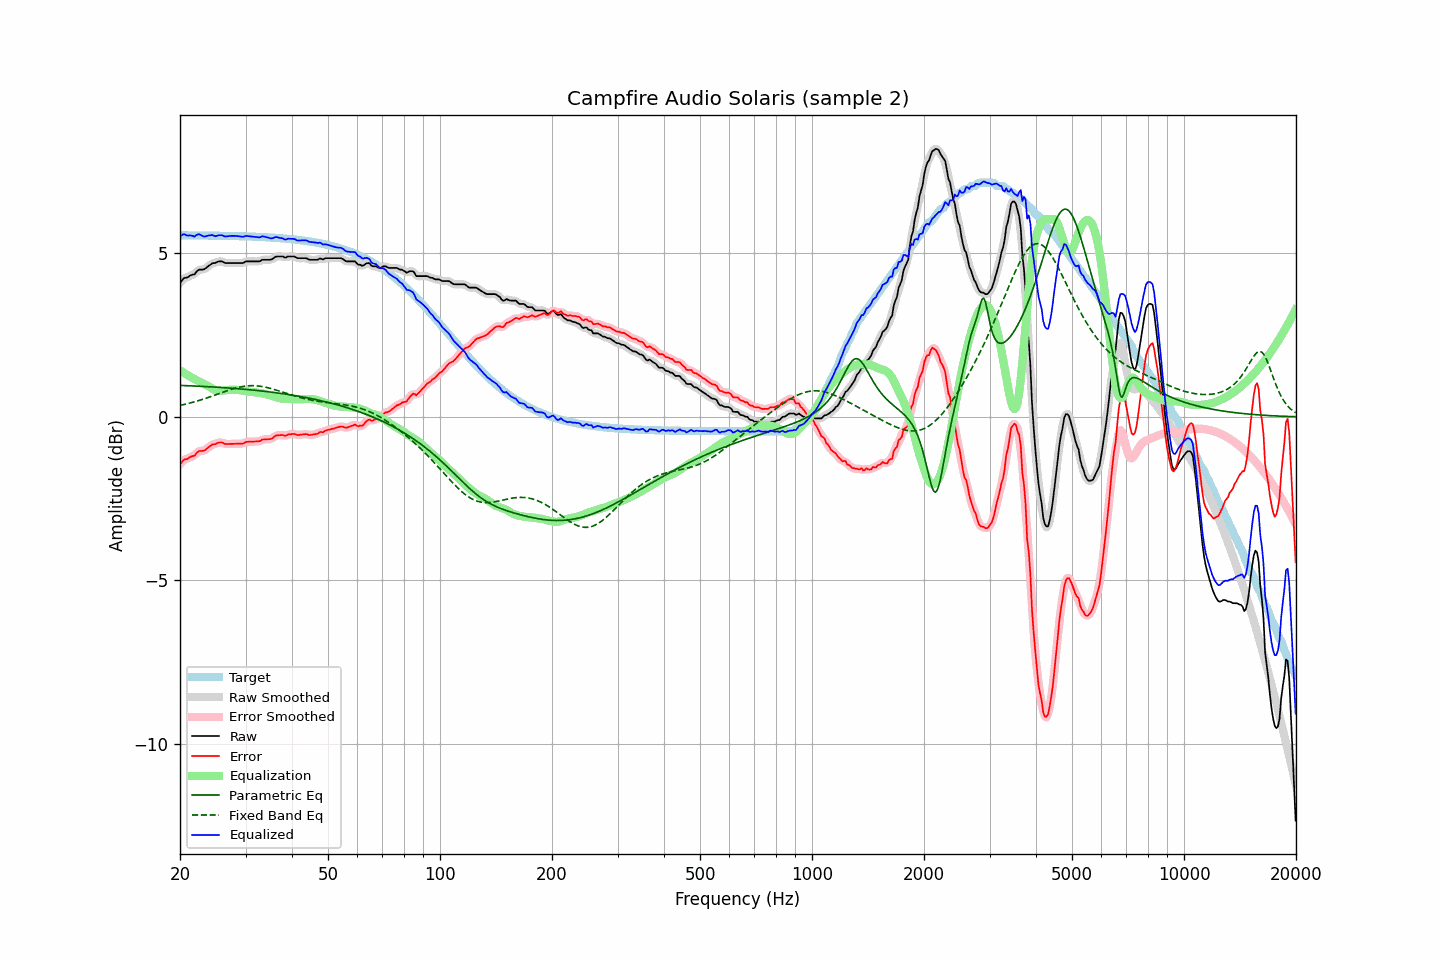 Campfire Audio Solaris (sample 2)
Amplitude (dBr)
5
0
−5
−10
Target
Raw Smoothed
Error Smoothed
Raw
Error
Equalization
Parametric Eq
Fixed Band Eq
Equalized
20 50 100 200 500 1000 2000 5000 10000 20000
Frequency (Hz)